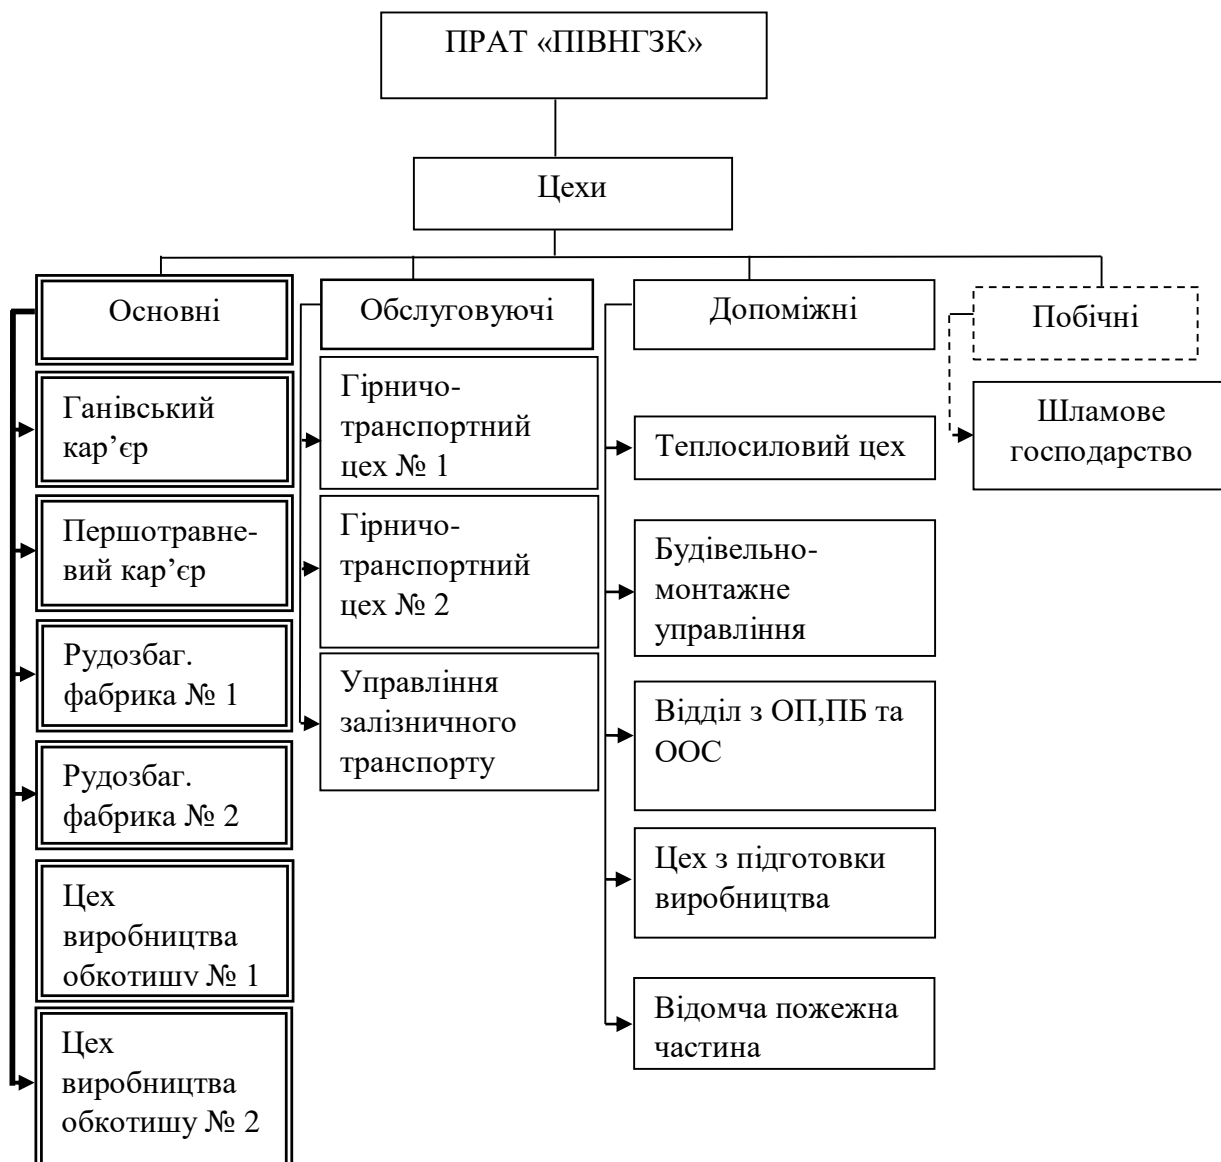 ПРАТ «ПІВНГЗК»
Цехи
Основні
Ганівський
кар’єр
Першотравне-
вий кар’єр
Рудозбаг.
фабрика № 1
Рудозбаг.
фабрика № 2
Цех
виробництва
обкотишу № 1
Цех
виробництва
обкотишу № 2
Обслуговуючі
Гірничо-
транспортний
цех № 1
Гірничо-
транспортний
цех № 2
Управління
залізничного
транспорту
Допоміжні
Теплосиловий цех
Будівельно-
монтажне
управління
Відділ з ОП,ПБ та
ООС
Цех з підготовки
виробництва
Відомча пожежна
частина
Побічні
Шламове
господарство